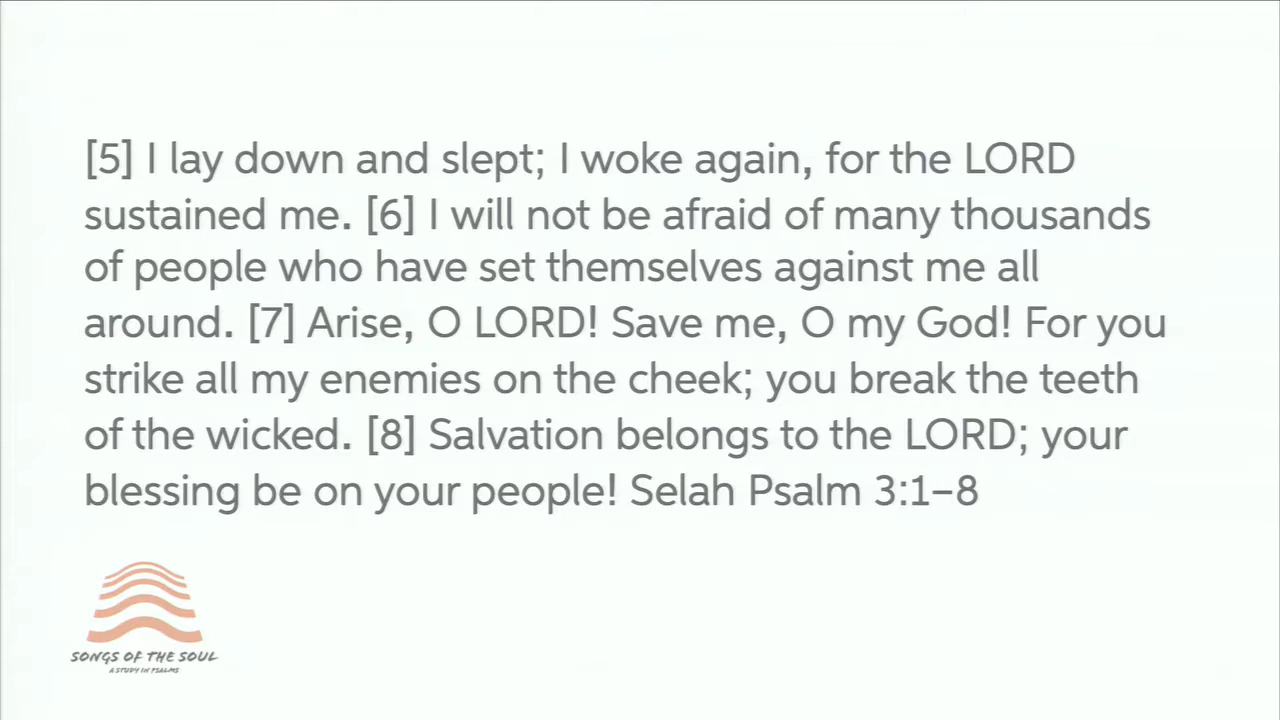 [5] I lay down and slept; I woke again, for the LORD
sustained me. [6] I will not be afraid of many thousands
of people who have set themselves against me all
around. [7] Arise, O LORD! Save me, O my God! For you
strike all my enemies on the cheek; you break the teeth
of the wicked. [8] Salvation belongs to the LORD; your
blessing be on your people! Selah Psalm 3:1–8
SONGS OF THE SOUL
A STUDY IN PSALMS